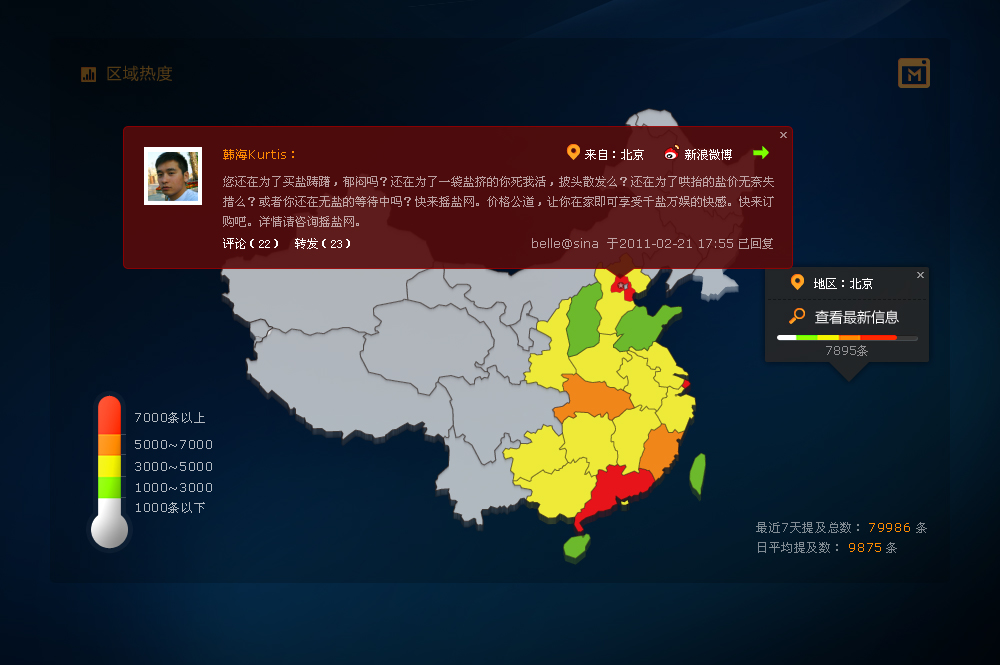 区域热度
M
韩海Kurtis：
来自：北京 新浪微博
您还在为了买盐踌躇，郁闷吗？还在为了一袋盐挤的你死我活，披头散发么？还在为了哄抬的盐价无奈失
措么？或者你还在无盐的等待中吗？快来摇盐网。价格公道，让你在家即可享受千盐万娱的快感。快来订
购吧。详情请咨询摇盐网。
评论（22） 转发（23）
belle@sina 于2011-02-21 17:55 已回复
地区：北京
查看最新信息
7895条
7000条以上
5000~7000
3000~5000
1000~3000
1000条以下
最近7天提及总数： 79986 条
日平均提及数： 9875 条